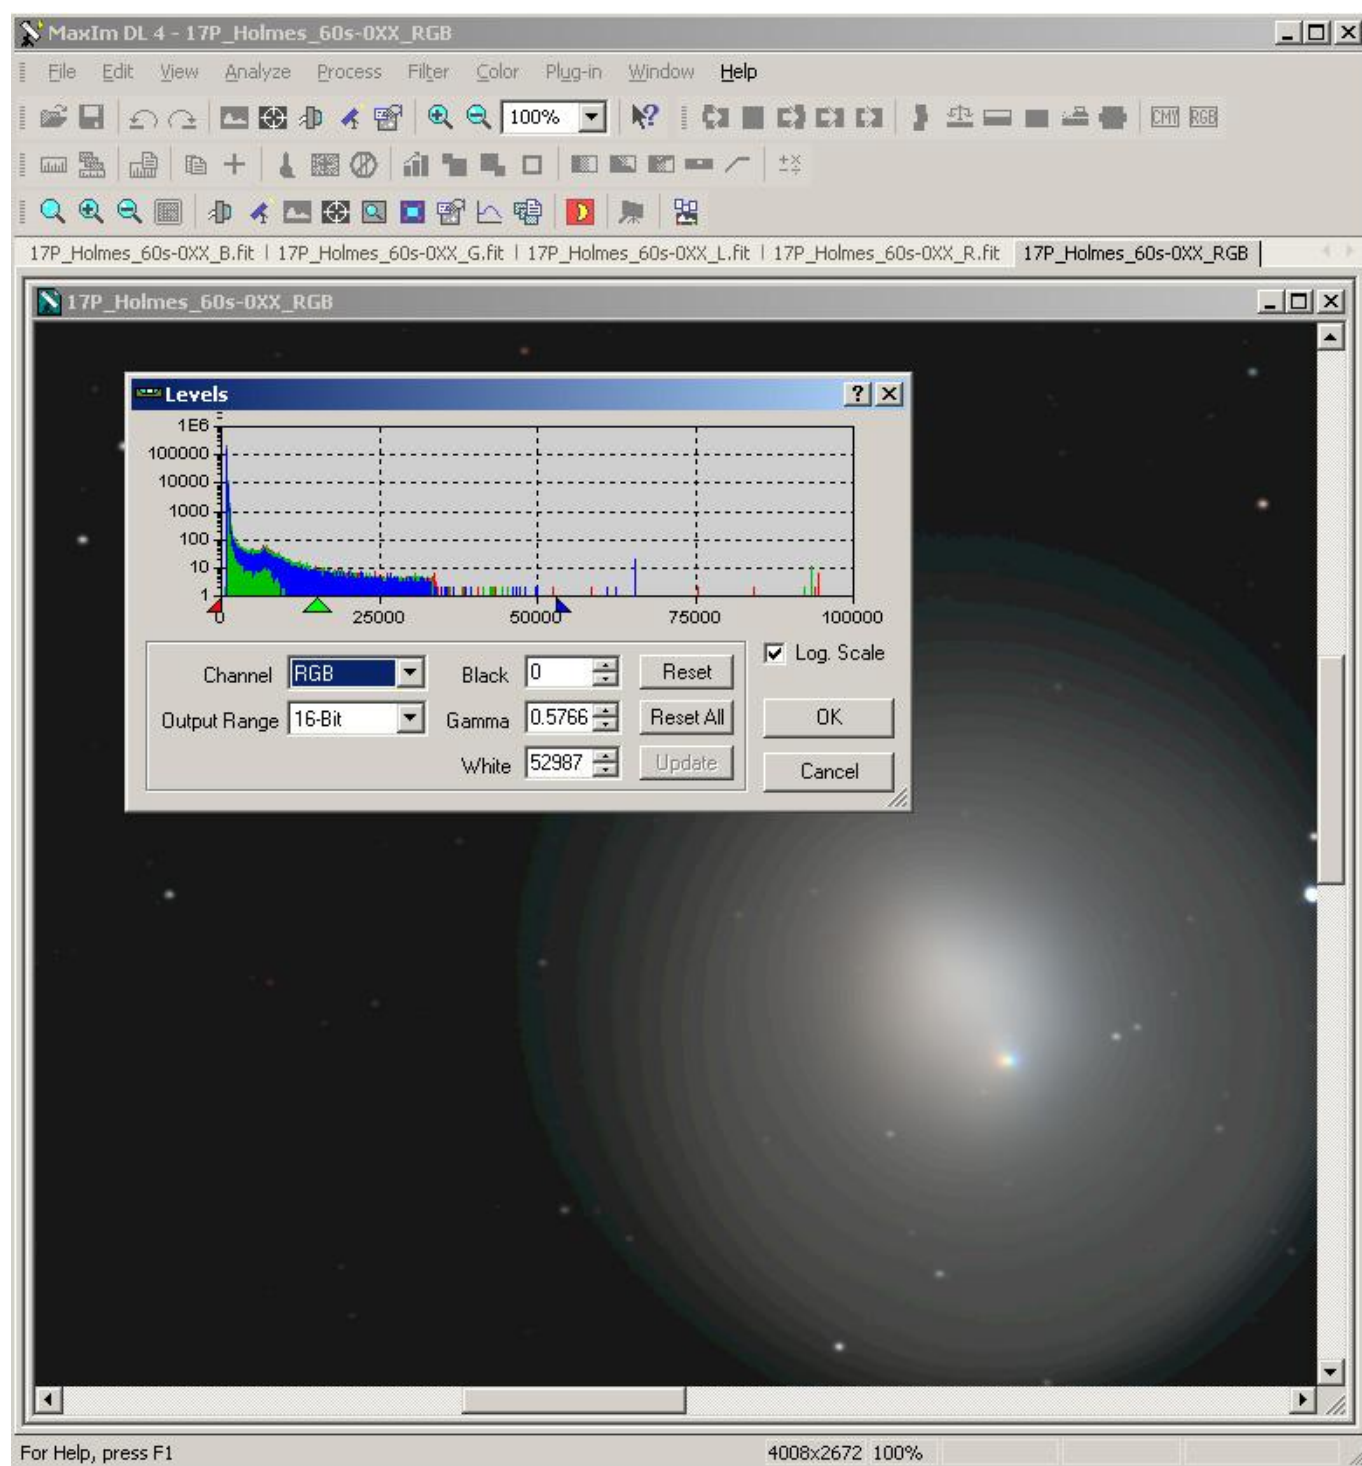 MaxIm DL 4 - 17P_Holmes_60s-0XX_RGB
File Edit View Analyze Process Filter Color Plug-in Window Help
100% CMY RGB
17P_Holmes_60s-0XX_B.fit | 17P_Holmes_60s-0XX_G.fit | 17P_Holmes_60s-0XX_L.fit | 17P_Holmes_60s-0XX_R.fit 17P_Holmes_60s-0XX_RGB |
17P_Holmes_60s-0XX_RGB
Levels
1E6
100000
10000
1000
100
10
1
0 25000 50000 75000 100000
Log. Scale
Channel RGB Black 0 Reset
Output Range 16-Bit Gamma 0.5766 Reset All OK
White 52987 Update Cancel
For Help, press F1 4008x2672 100%